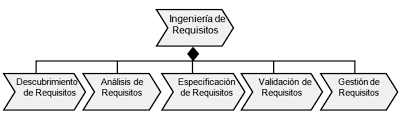 Ingeniería de
Requisitos
Descubrimiento
de Requisitos
Análisis de
Requisitos
Especificación
de Requisitos
Validación de
Requisitos
Gestión de
Requisitos